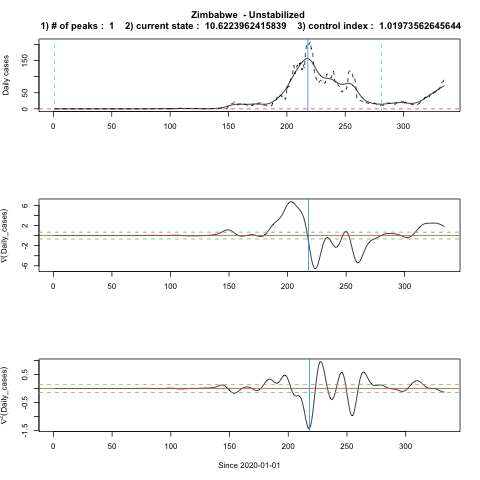 Zimbabwe - Unstabilized
1) # of peaks : 1 2) current state : 10.6223962415839 3) control index : 1.01973562645644
Daily cases
0 50 150
0 50 100 150 200 250 300
∇(Daily_cases)
-6 -2 2 6
0 50 100 150 200 250 300
∇²(Daily_cases)
-1.5 -0.5 0.5
0 50 100 150 200 250 300
Since 2020-01-01